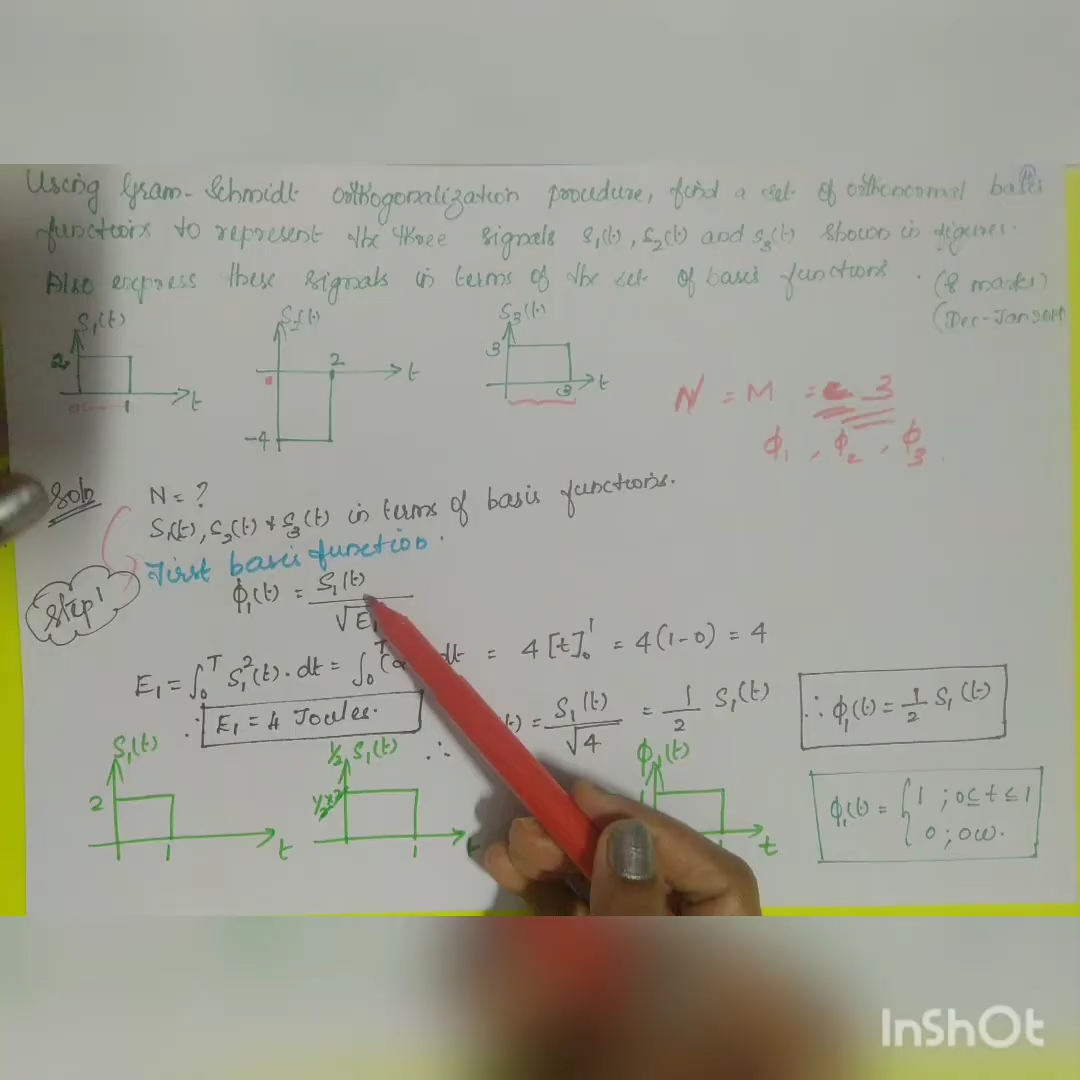 Using Gram-Schmidt orthogonalization procedure, find a set of orthonormal basis
functions to represent the three signals S₁(t), S₂(t) and S₃(t) shown in figures.
Also express these signals in terms of the set of basis functions. (8 marks)
(Dec-Jan
S₁(t) 2 1 t
S₂(t) 2 t -4
S₃(t) 3 3 t
N = M = 3
ϕ₁, ϕ₂, ϕ₃.
Soln N = ?
S₁(t), S₂(t) & S₃(t) in terms of basis functions.
Step 1 First basis function.
ϕ₁(t) = S₁(t) / √E₁
E₁ = ∫₀ᵀ S₁²(t). dt = ∫₀ᵀ dt = 4 [t]₀¹ = 4(1-0) = 4
∴ E₁ = 4 Joules.
∴ (t) = S₁(t) / √4 = 1/2 S₁(t)
∴ ϕ₁(t) = 1/2 S₁(t)
S₁(t) 2 1 t
1/2 S₁(t) 1/2×2 1 t
ϕ₁(t) t
ϕ₁(t) = { 1 ; 0 ≤ t ≤ 1
0 ; ow.
InShOt